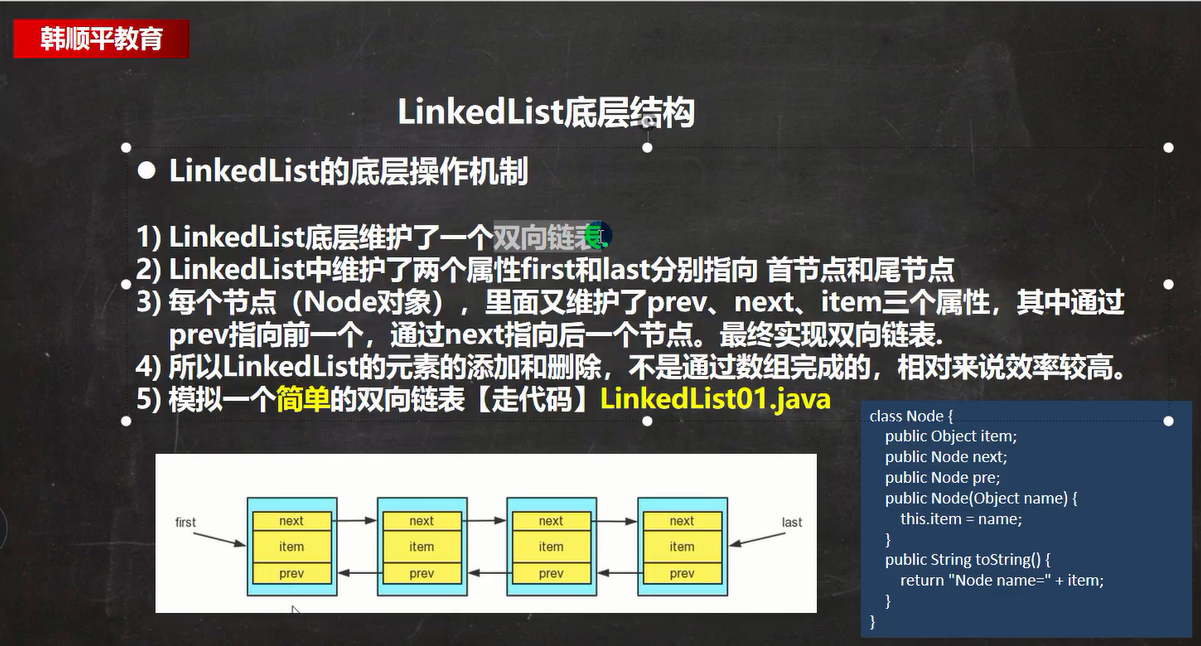 韩顺平教育
LinkedList底层结构
● LinkedList的底层操作机制
1) LinkedList底层维护了一个双向链表.
2) LinkedList中维护了两个属性first和last分别指向 首节点和尾节点
3) 每个节点（Node对象），里面又维护了prev、next、item三个属性，其中通过
prev指向前一个，通过next指向后一个节点。最终实现双向链表.
4) 所以LinkedList的元素的添加和删除，不是通过数组完成的，相对来说效率较高。
5) 模拟一个简单的双向链表【走代码】LinkedList01.java
first
next
item
prev
next
item
prev
next
item
prev
next
item
prev
last
class Node {
public Object item;
public Node next;
public Node pre;
public Node(Object name) {
this.item = name;
}
public String toString() {
return "Node name=" + item;
}
}